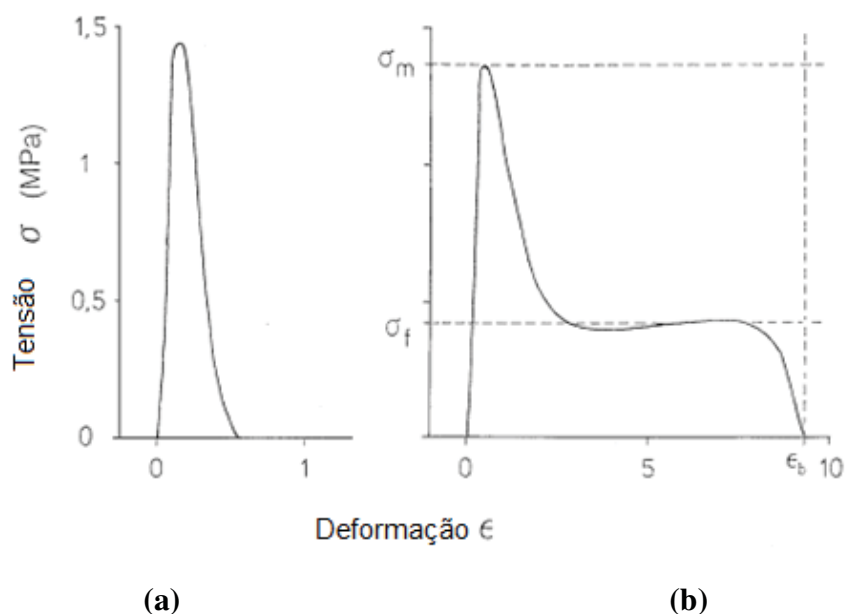 1,5
1
0,5
0
Tensão σ (MPa)
0 1
σm
σf
0 5 ϵb 10
Deformação ϵ
(a) (b)